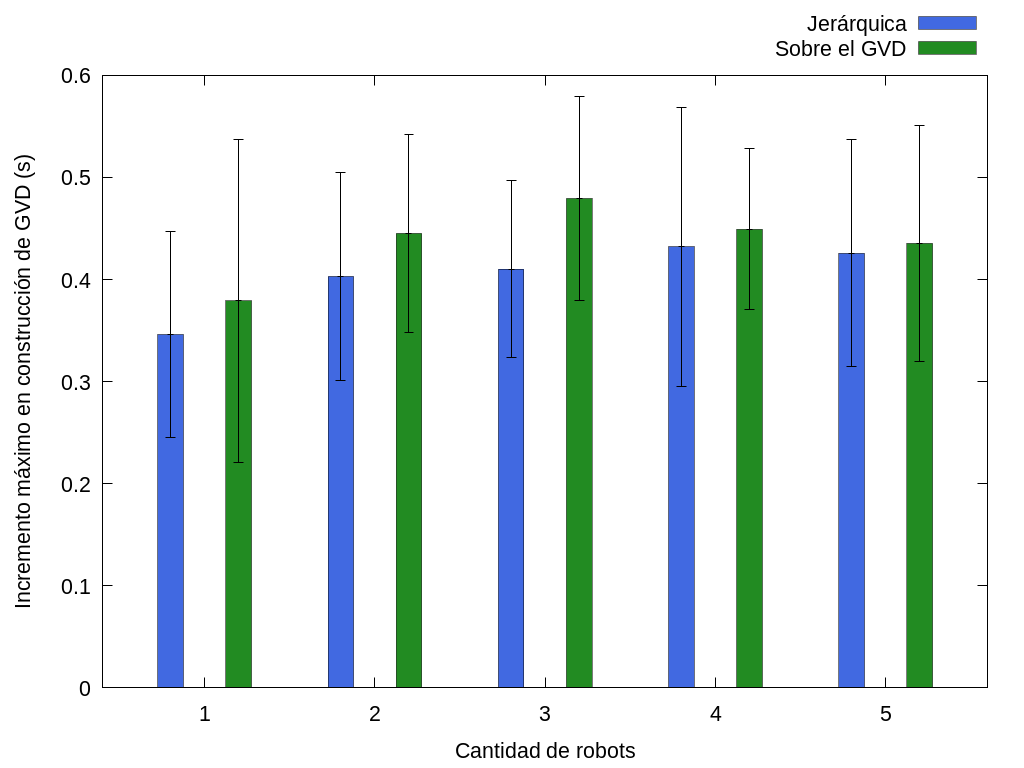 Jerárquica
Sobre el GVD
Incremento máximo en construcción de GVD (s)
0.6
0.5
0.4
0.3
0.2
0.1
0
1 2 3 4 5
Cantidad de robots